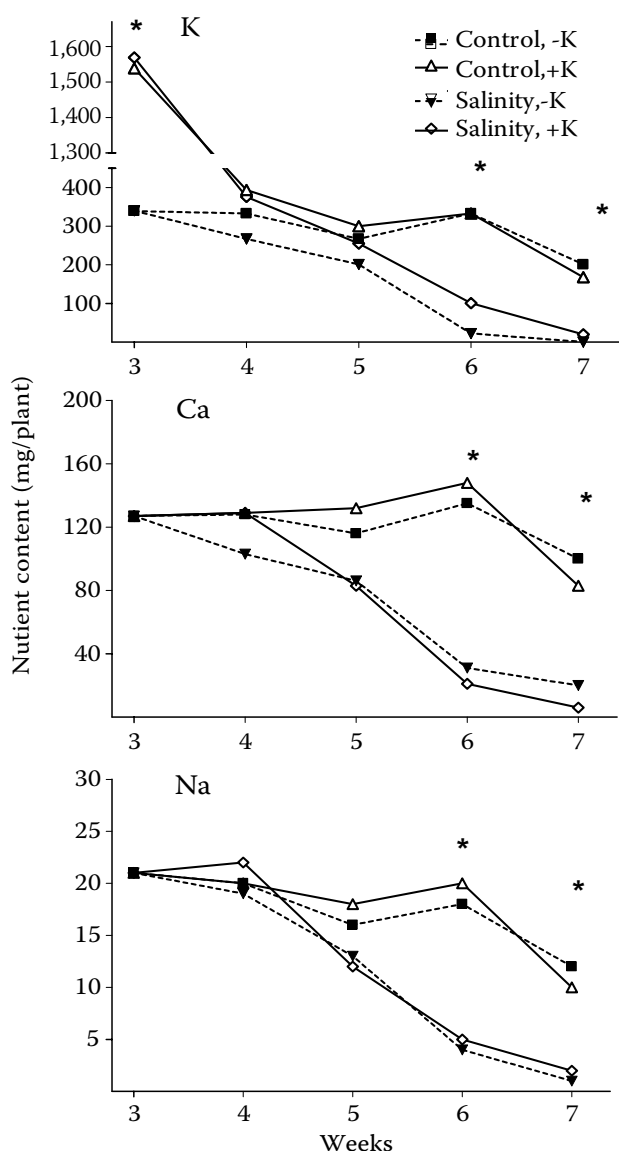 * K
Control, -K
Control,+K
Salinity,-K
Salinity, +K
1,600
1,500
1,400
1,300
400
300
200
100
*
*
3 4 5 6 7
Nutient content (mg/plant)
Ca
200
160
120
80
40
*
*
3 4 5 6 7
Na
30
25
20
15
10
5
*
*
3 4 5 6 7
Weeks